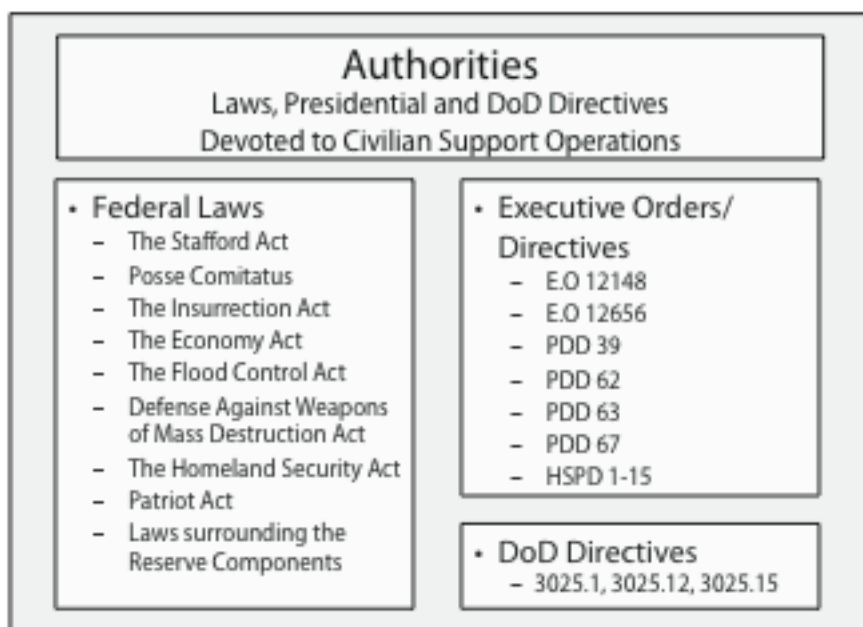 Authorities
Laws, Presidential and DoD Directives
Devoted to Civilian Support Operations
• Federal Laws
– The Stafford Act
– Posse Comitatus
– The Insurrection Act
– The Economy Act
– The Flood Control Act
– Defense Against Weapons
of Mass Destruction Act
– The Homeland Security Act
– Patriot Act
– Laws surrounding the
Reserve Components
• Executive Orders/
Directives
– E.O 12148
– E.O 12656
– PDD 39
– PDD 62
– PDD 63
– PDD 67
– HSPD 1-15
• DoD Directives
– 3025.1, 3025.12, 3025.15